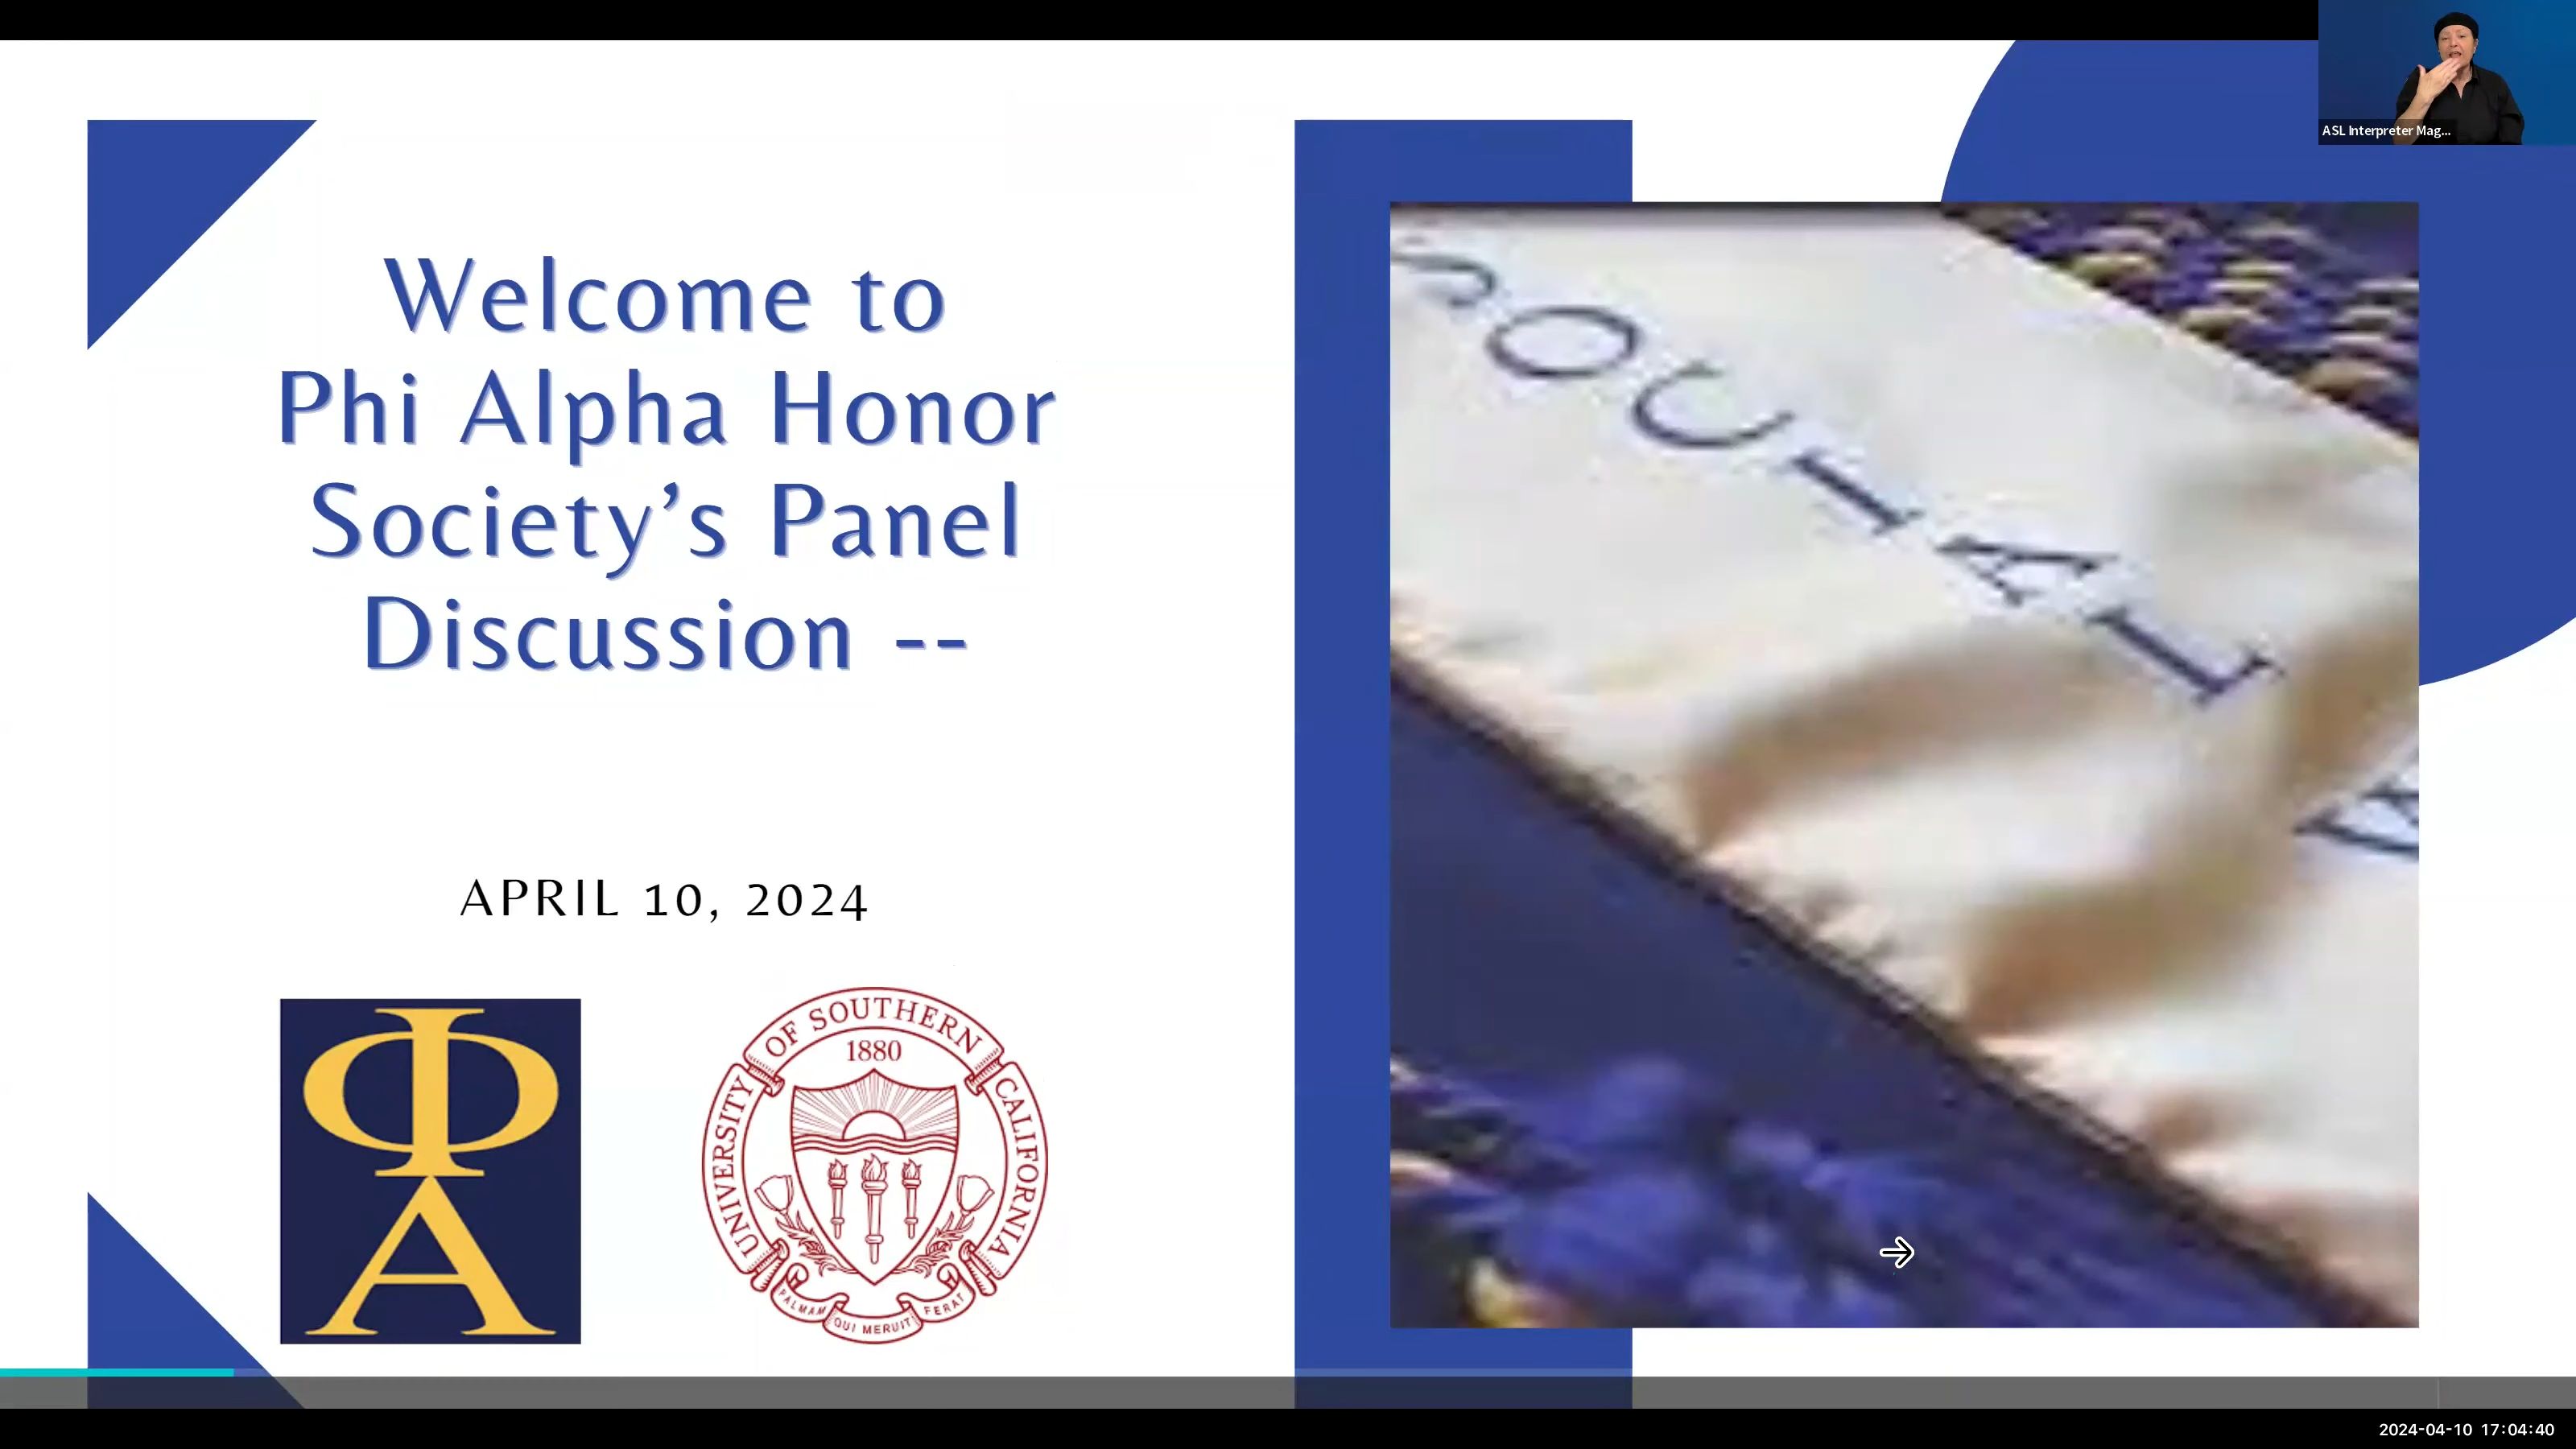 ASL Interpreter Mag...
Welcome to
Phi Alpha Honor
Society’s Panel
Discussion --
APRIL 10, 2024
ΦΑ
UNIVERSITY OF SOUTHERN CALIFORNIA
1880
PALMAM QUI MERUIT FERAT
SOCIAL W
2024-04-10 17:04:40